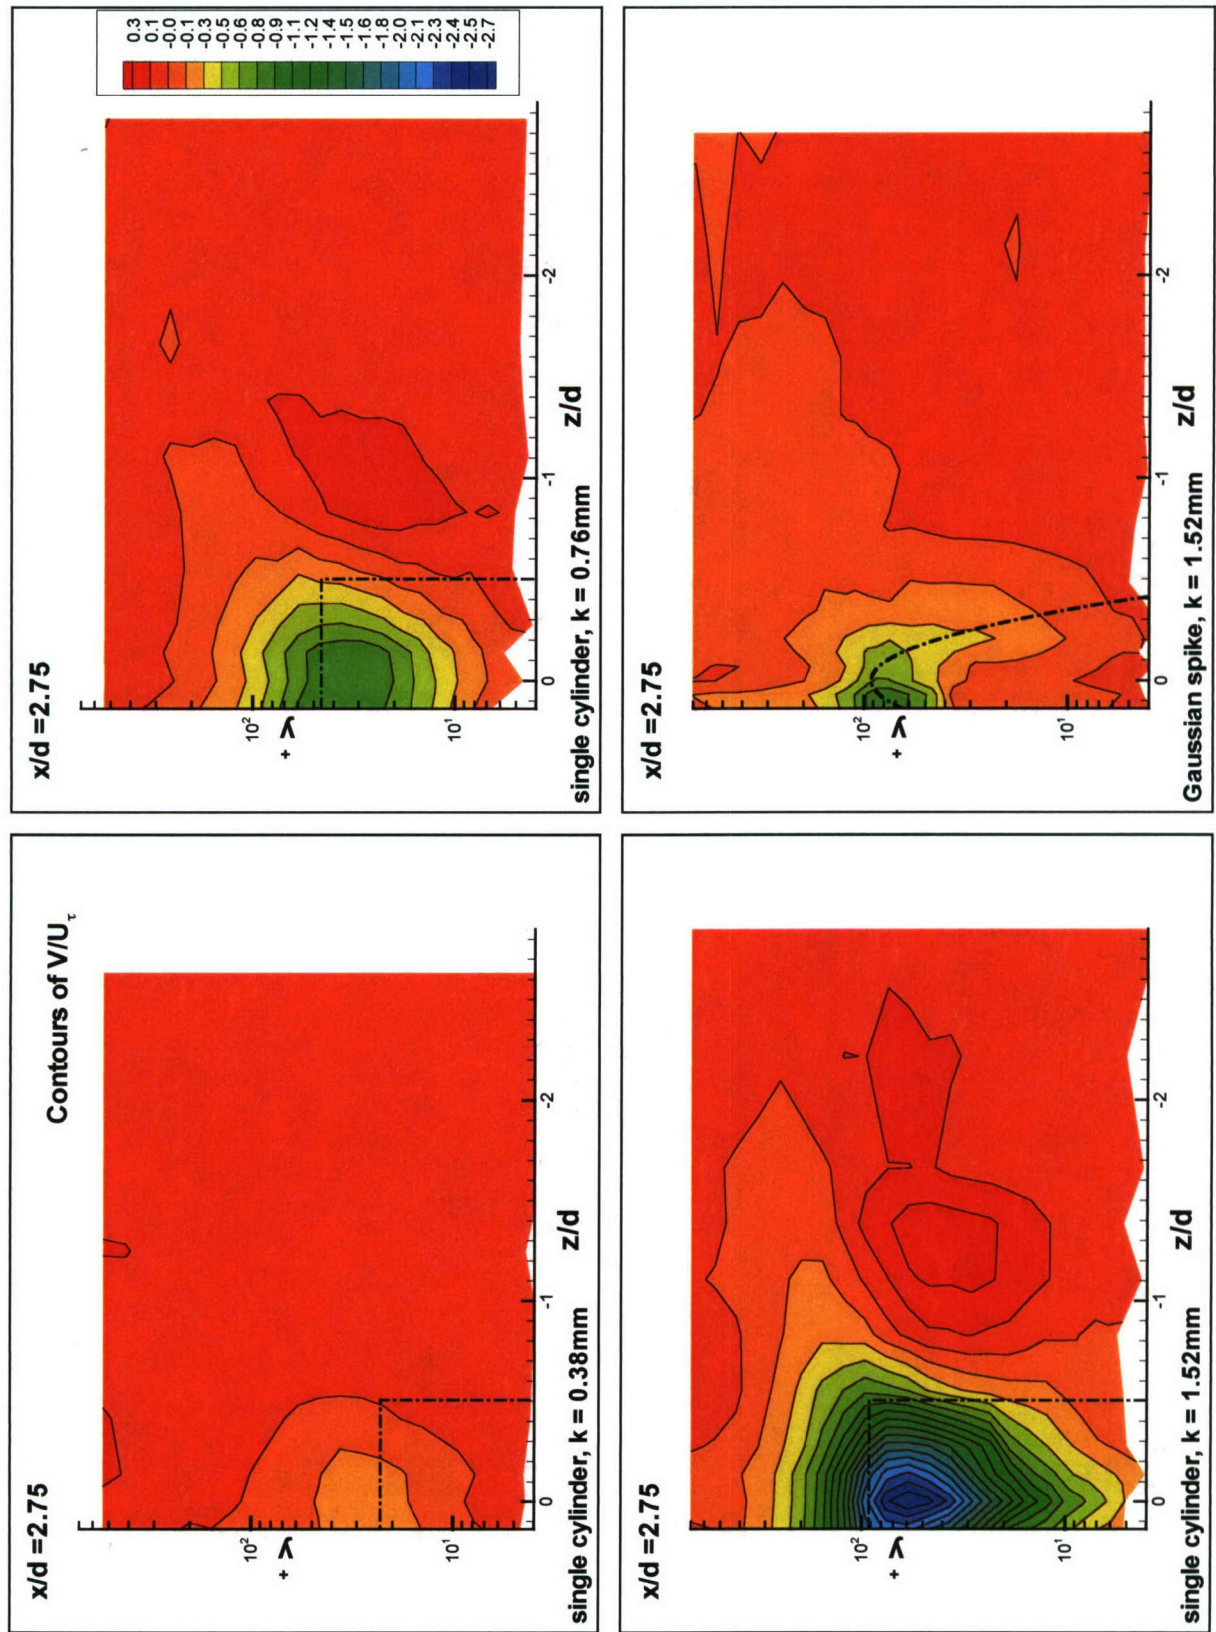 x/d =2.75
Contours of V/Uτ
10²
10¹
y+
0
-1
-2
z/d
single cylinder, k = 0.38mm
x/d =2.75
0.3
0.1
-0.0
-0.1
-0.3
-0.5
-0.6
-0.8
-0.9
-1.1
-1.2
-1.4
-1.5
-1.6
-1.8
-2.0
-2.1
-2.3
-2.4
-2.5
-2.7
10²
10¹
y+
0
-1
-2
z/d
single cylinder, k = 0.76mm
x/d =2.75
10²
10¹
y+
0
-1
-2
z/d
single cylinder, k = 1.52mm
x/d =2.75
10²
10¹
y+
0
-1
-2
z/d
Gaussian spike, k = 1.52mm